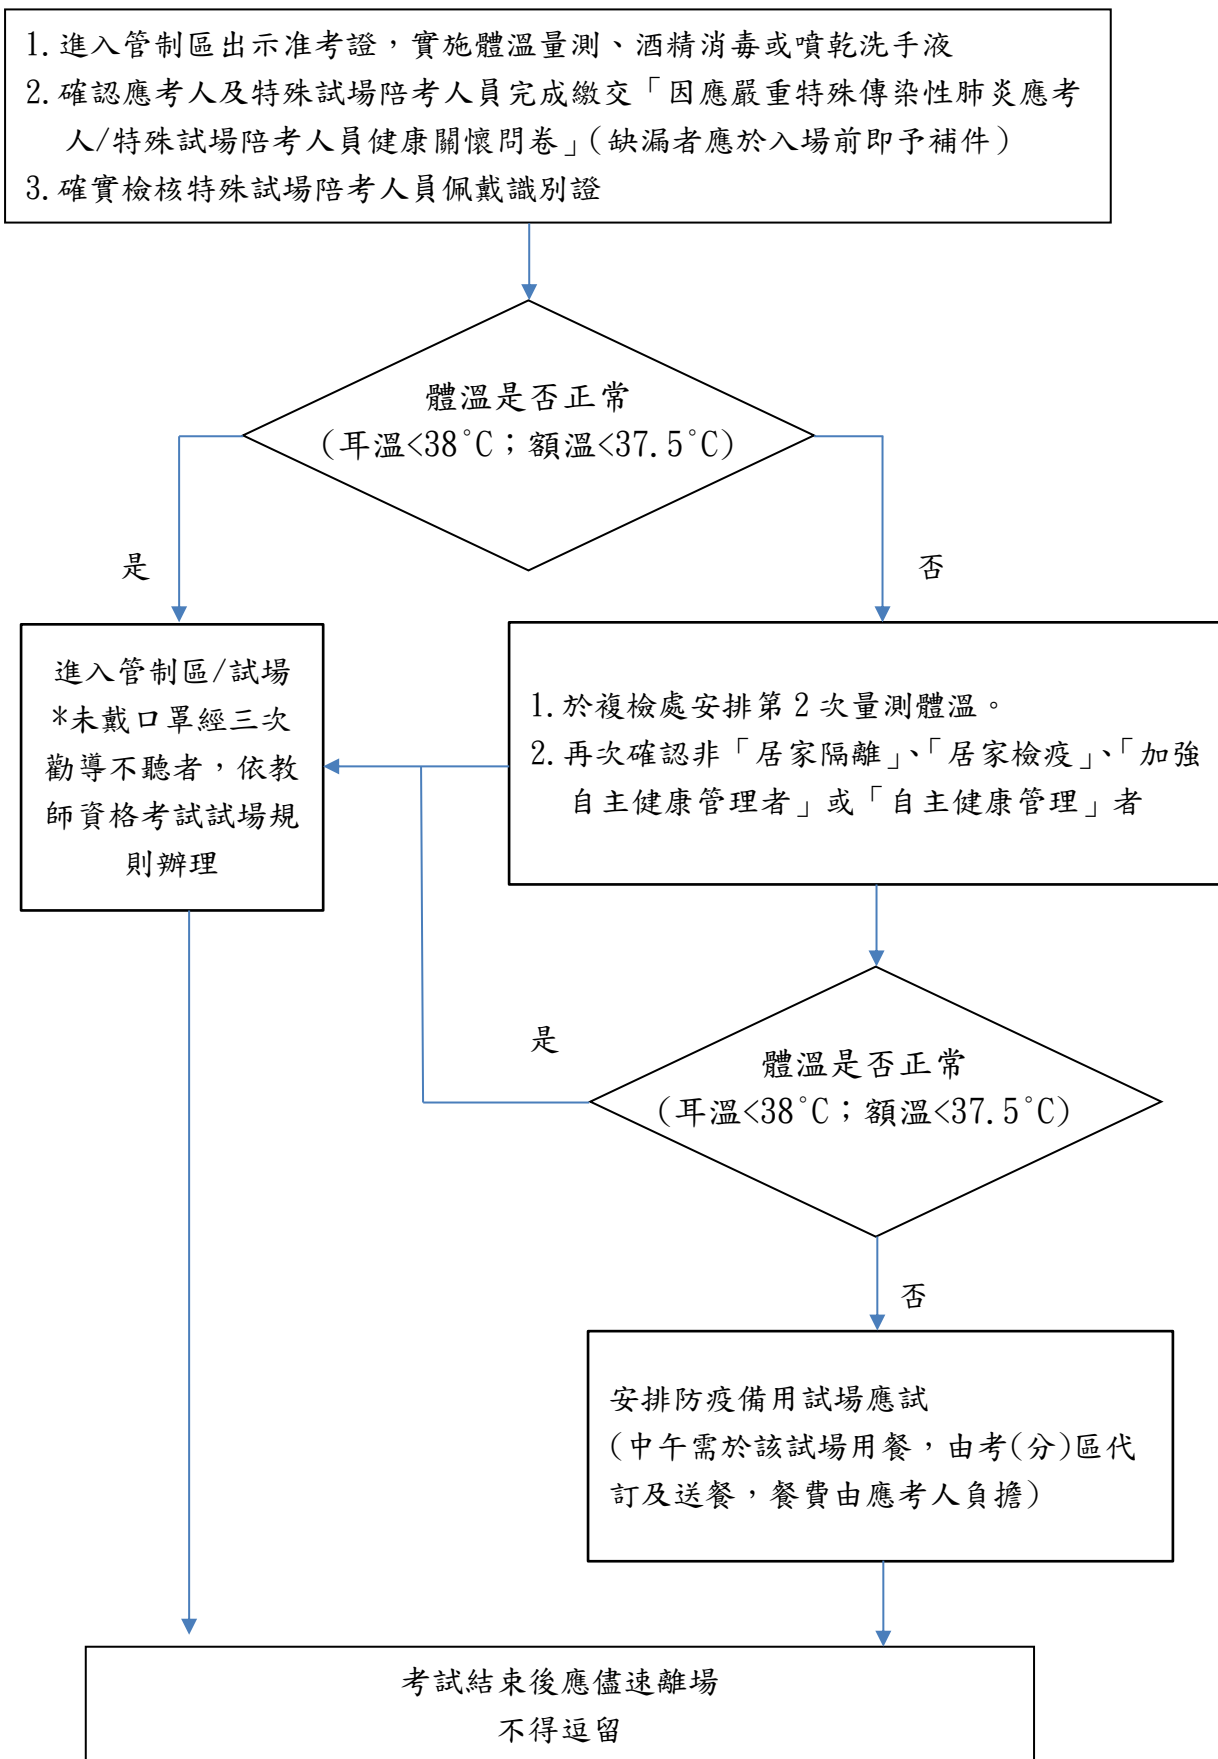 1.進入管制區出示准考證，實施體溫量測、酒精消毒或噴乾洗手液
2.確認應考人及特殊試場陪考人員完成繳交「因應嚴重特殊傳染性肺炎應考
人/特殊試場陪考人員健康關懷問卷」(缺漏者應於入場前即予補件)
3.確實檢核特殊試場陪考人員佩戴識別證
體溫是否正常
(耳溫<38°C；額溫<37.5°C)
是
否
進入管制區/試場
*未戴口罩經三次
勸導不聽者，依教
師資格考試試場規
則辦理
1.於複檢處安排第 2 次量測體溫。
2.再次確認非「居家隔離」、「居家檢疫」、「加強
自主健康管理者」或「自主健康管理」者
是
體溫是否正常
(耳溫<38°C；額溫<37.5°C)
否
安排防疫備用試場應試
(中午需於該試場用餐，由考(分)區代
訂及送餐，餐費由應考人負擔)
考試結束後應儘速離場
不得逗留